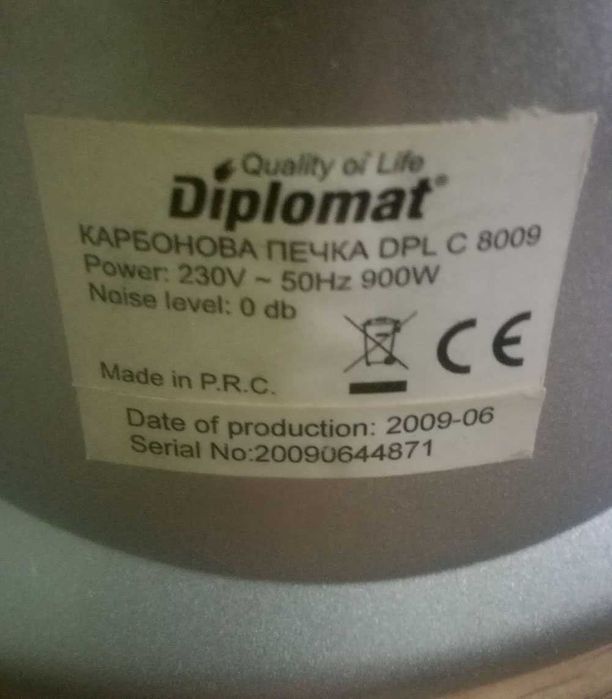 Quality of Life
Diplomat®
КАРБОНОВА ПЕЧКА DPL C 8009
Power: 230V ~ 50Hz 900W
Noise level: 0 db
CE
Made in P.R.C.
Date of production: 2009-06
Serial No:20090644871